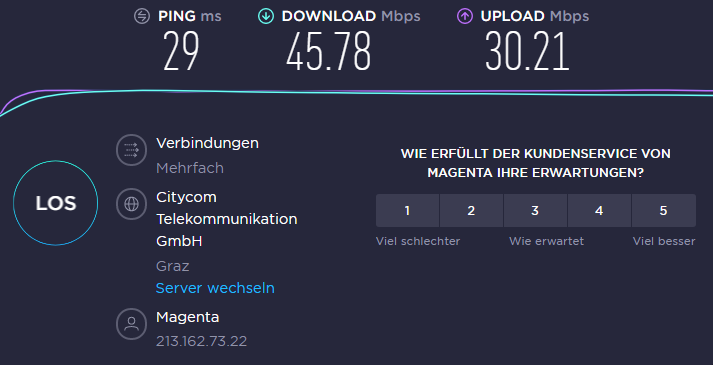 PING ms
DOWNLOAD Mbps
UPLOAD Mbps
29
45.78
30.21
LOS
Verbindungen
Mehrfach
Citycom
Telekommunikation
GmbH
Graz
Server wechseln
Magenta
213.162.73.22
WIE ERFÜLLT DER KUNDENSERVICE VON
MAGENTA IHRE ERWARTUNGEN?
1 2 3 4 5
Viel schlechter Wie erwartet Viel besser